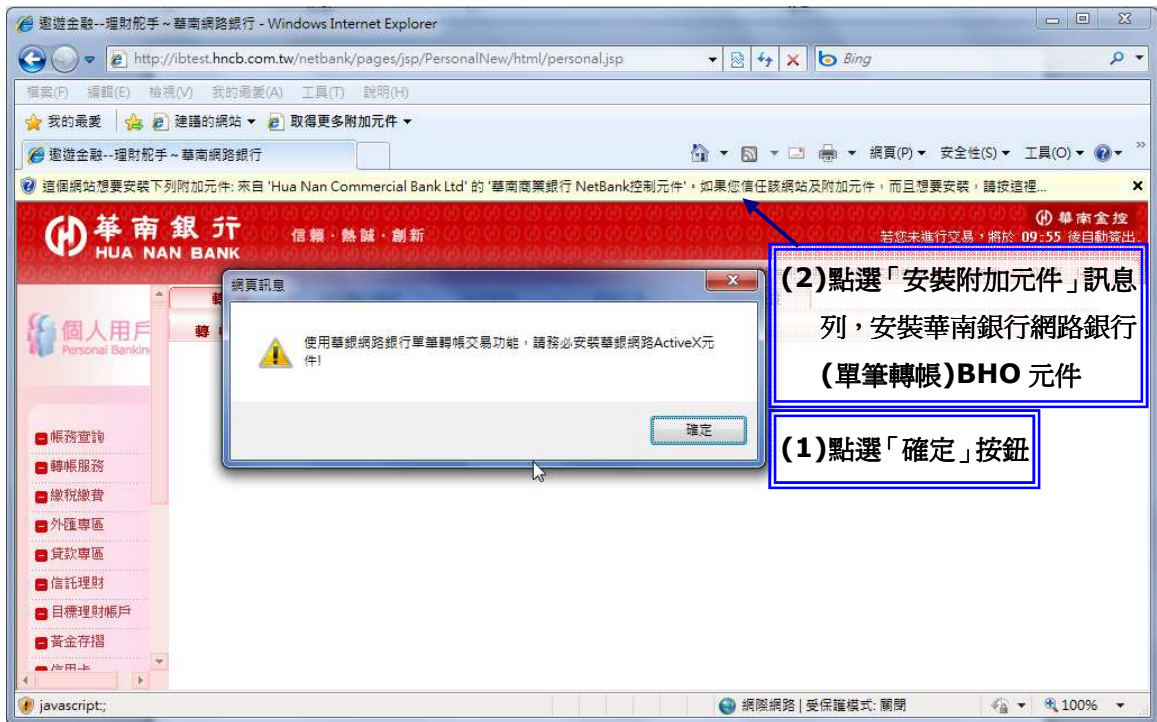 遨遊金融--理財舵手~華南網路銀行 - Windows Internet Explorer
http://ibtest.hncb.com.tw/netbank/pages/jsp/PersonalNew/html/personal.jsp
Bing
檔案(F) 編輯(E) 檢視(V) 我的最愛(A) 工具(T) 說明(H)
我的最愛 建議的網站 取得更多附加元件
遨遊金融--理財舵手~華南網路銀行
網頁(P) 安全性(S) 工具(O)
這個網站想要安裝下列附加元件: 來自 'Hua Nan Commercial Bank Ltd' 的 '華南商業銀行 NetBank控制元件'。如果您信任該網站及附加元件，而且想要安裝，請按這裡...
華南銀行
HUA NAN BANK
信賴．熱誠．創新
華南金控
若您未進行交易，將於 09:55 後自動簽出
個人用戶
Personal Bankin
轉
轉
帳務查詢
轉帳服務
繳稅繳費
外匯專區
貸款專區
信託理財
目標理財帳戶
黃金存摺
信用卡
網頁訊息
使用華銀網路銀行單筆轉帳交易功能，請務必安裝華銀網路ActiveX元
件!
確定
(2)點選「安裝附加元件」訊息
列，安裝華南銀行網路銀行
(單筆轉帳)BHO 元件
(1)點選「確定」按鈕
javascript:;
網際網路 | 受保護模式: 關閉
100%